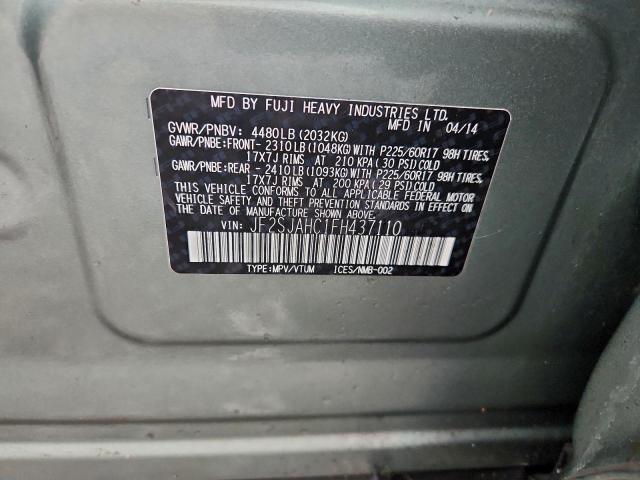 MFD BY FUJI HEAVY INDUSTRIES LTD.
MFD IN 04/14
GVWR/PNBV: 4480LB(2032KG)
GAWR/PNBE:FRONT- 2310LB(1048KG)WITH P225/60R17 98H TIRES,
17X7J RIMS AT 210 KPA(30 PSI)COLD
GAWR/PNBE:REAR - 2410LB(1093KG)WITH P225/60R17 98H TIRES,
17X7J RIMS AT 200 KPA(29 PSI)COLD
THIS VEHICLE CONFORMS TO ALL APPLICABLE FEDERAL MOTOR
VEHICLE SAFETY AND THEFT PREVENTION STANDARDS IN EFFECT
ON THE DATE OF MANUFACTURE SHOWN ABOVE.
VIN: JF2SJAHC1FH437110
TYPE:MPV/VTUM ICES/NMB-002